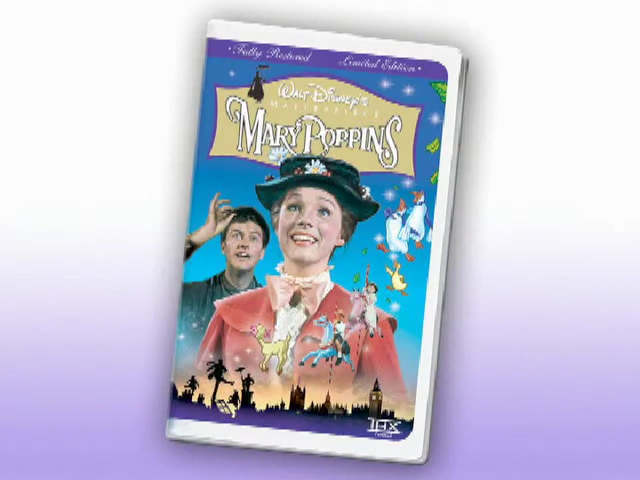 • Fully Restored Limited Edition •
WALT DISNEY'S
MASTERPIECE
MARY POPPINS
THX